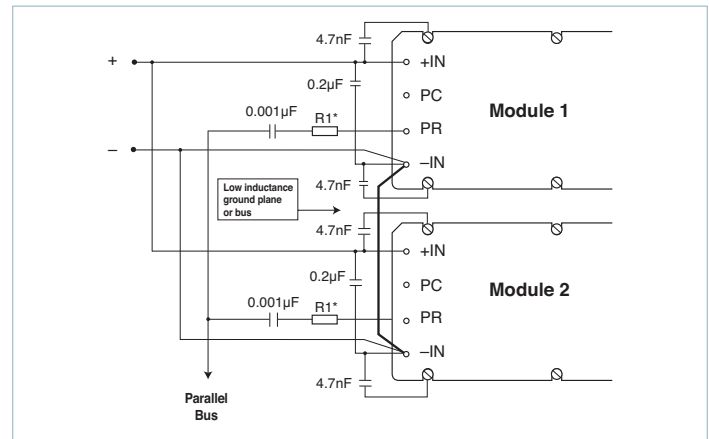 4.7nF
+
+IN
0.2µF
PC
Module 1
0.001µF
R1*
PR
–
–IN
4.7nF
Low inductance
ground plane
or bus
4.7nF
+IN
0.2µF
PC
Module 2
0.001µF
R1*
PR
–IN
4.7nF
Parallel
Bus